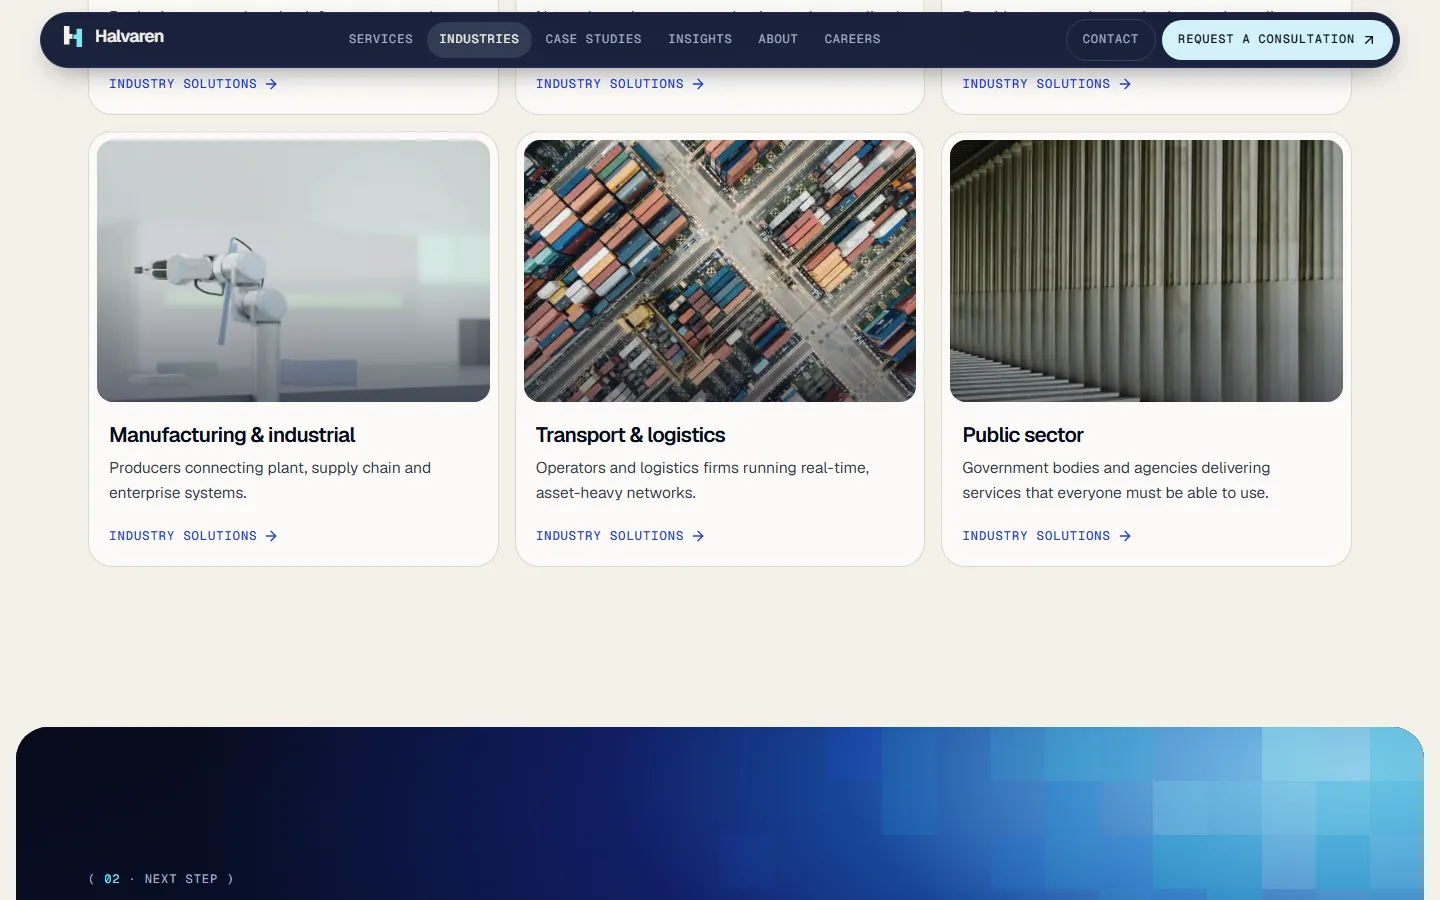 Halvaren
SERVICES
INDUSTRIES
CASE STUDIES
INSIGHTS
ABOUT
CAREERS
CONTACT
REQUEST A CONSULTATION
INDUSTRY SOLUTIONS
INDUSTRY SOLUTIONS
INDUSTRY SOLUTIONS
Manufacturing & industrial
Producers connecting plant, supply chain and
enterprise systems.
INDUSTRY SOLUTIONS
Transport & logistics
Operators and logistics firms running real-time,
asset-heavy networks.
INDUSTRY SOLUTIONS
Public sector
Government bodies and agencies delivering
services that everyone must be able to use.
INDUSTRY SOLUTIONS
( 02 · NEXT STEP )